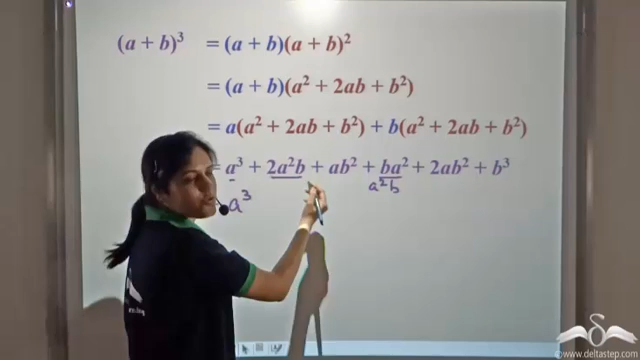 (a + b)³ = (a + b)(a + b)²
= (a + b)(a² + 2ab + b²)
= a(a² + 2ab + b²) + b(a² + 2ab + b²)
= a³ + 2a²b + ab² + ba² + 2ab² + b³
a²b
a³
www.deltastep.com